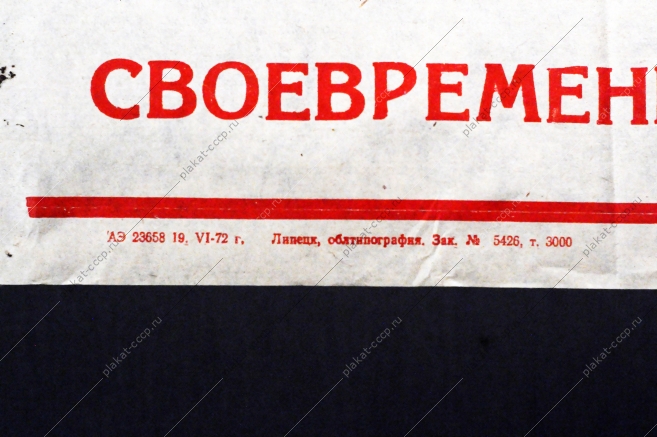 СВОЕВРЕМЕН
АЭ 23658 19. VI-72 г. Липецк, облтипография. Зак. № 5426, т. 3000
plakat-cccp.ru